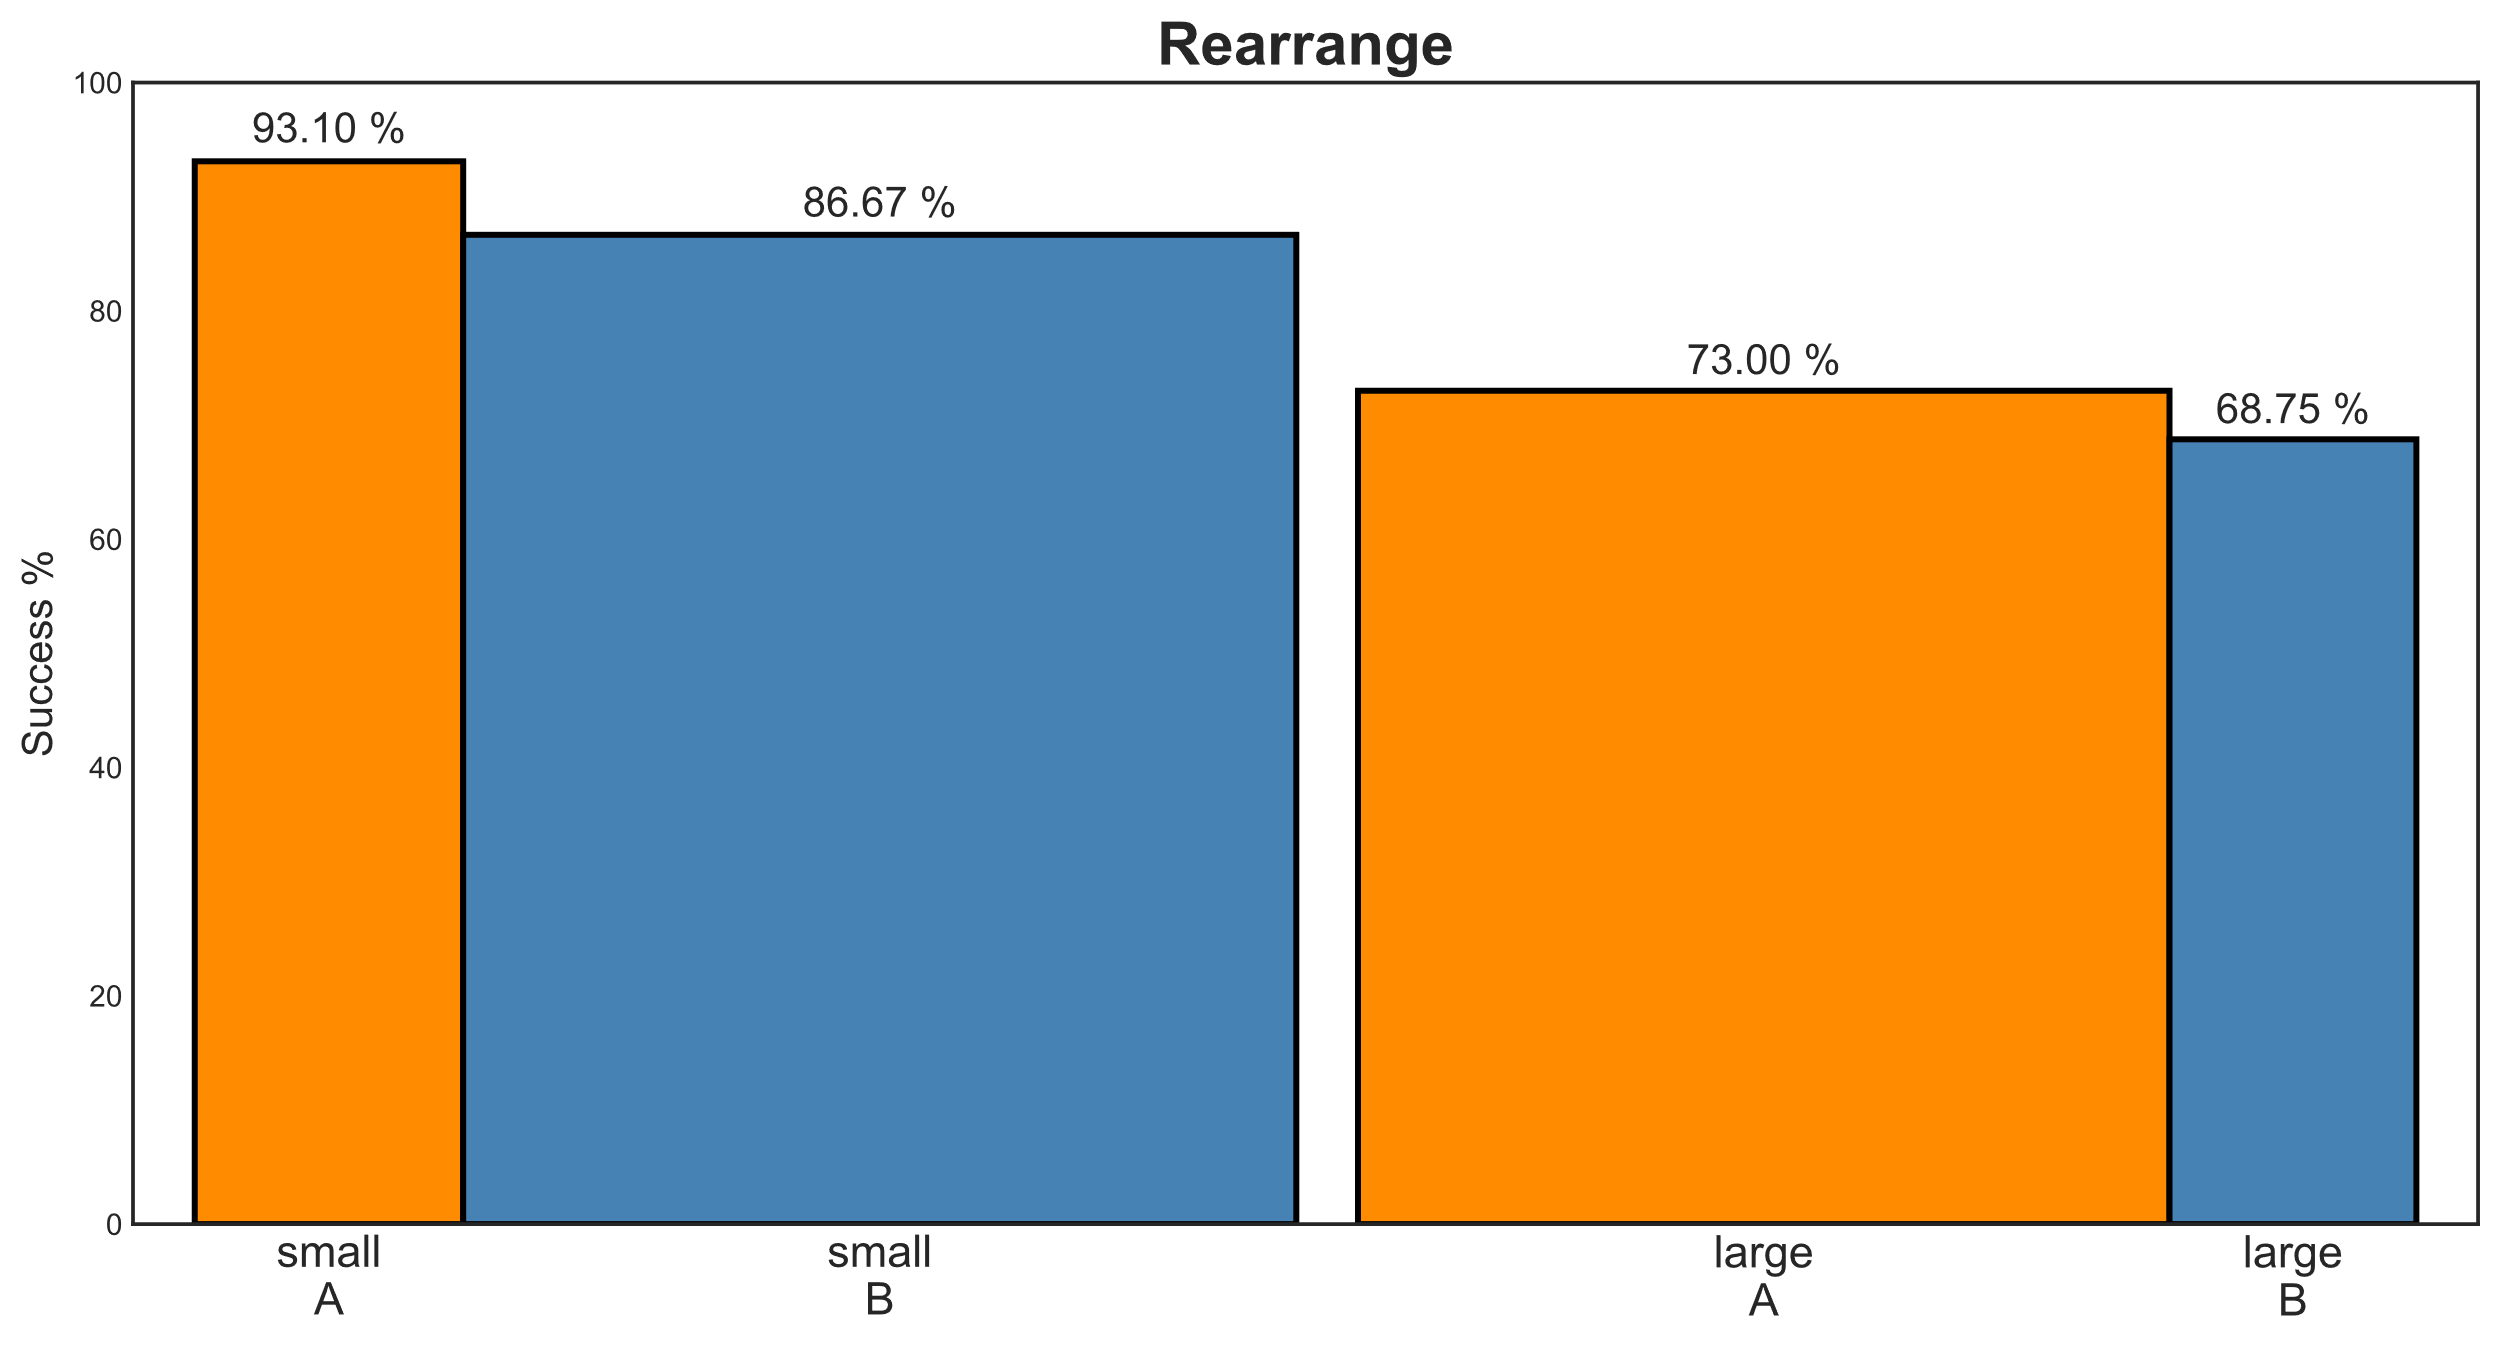 Rearrange
100
93.10 %
86.67 %
80
73.00 %
68.75 %
60
Success %
40
20
0
small
A
small
B
large
A
large
B